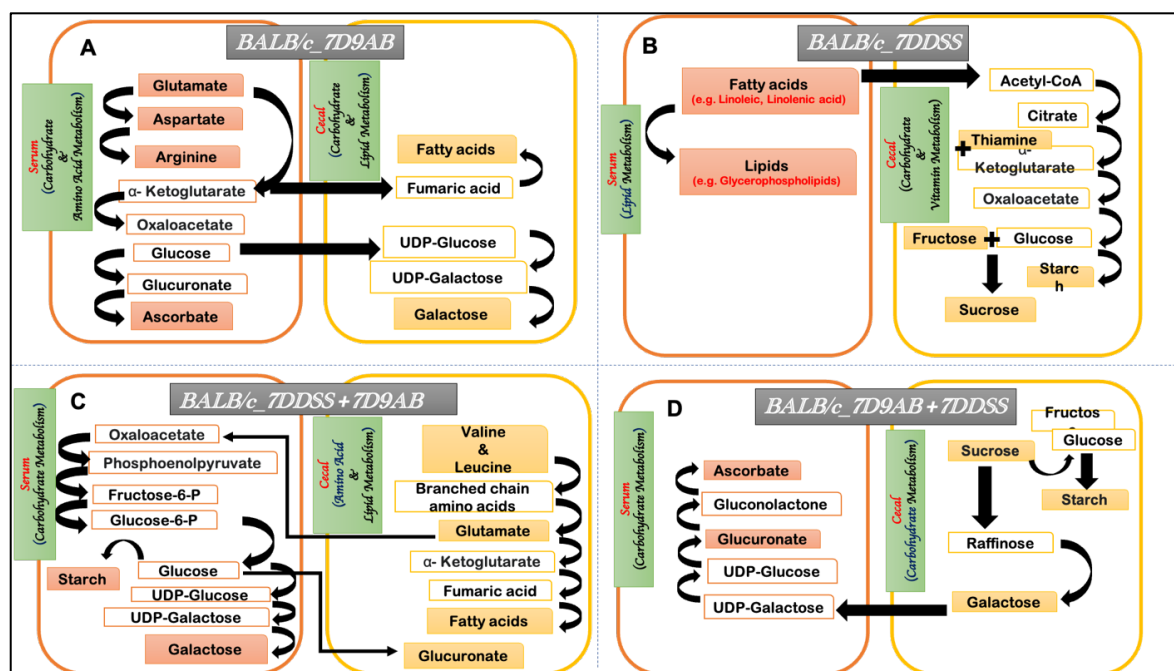 A
BALB/c_7D9AB
Serum
(Carbohydrate
&
Amino Acid Metabolism)
Glutamate
Aspartate
Arginine
α- Ketoglutarate
Oxaloacetate
Glucose
Glucuronate
Ascorbate
Cecal
(Carbohydrate
&
Lipid Metabolism)
Fatty acids
Fumaric acid
UDP-Glucose
UDP-Galactose
Galactose
B
BALB/c_7DDSS
Serum
(Lipid Metabolism)
Fatty acids
(e.g. Linoleic, Linolenic acid)
Lipids
(e.g. Glycerophospholipids)
Cecal
(Carbohydrate
&
Vitamin Metabolism)
Acetyl-CoA
Citrate
Thiamine
+
α-
Ketoglutarate
Oxaloacetate
Fructose + Glucose
Starc
h
Sucrose
C
BALB/c_7DDSS + 7D9AB
Serum
(Carbohydrate Metabolism)
Oxaloacetate
Phosphoenolpyruvate
Fructose-6-P
Glucose-6-P
Starch
Glucose
UDP-Glucose
UDP-Galactose
Galactose
Cecal
(Amino Acid
&
Lipid Metabolism)
Valine
&
Leucine
Branched chain
amino acids
Glutamate
α- Ketoglutarate
Fumaric acid
Fatty acids
Glucuronate
D
BALB/c_7D9AB + 7DDSS
Serum
(Carbohydrate Metabolism)
Ascorbate
Gluconolactone
Glucuronate
UDP-Glucose
UDP-Galactose
Cecal
(Carbohydrate Metabolism)
Fructos
Glucose
Sucrose
Starch
Raffinose
Galactose